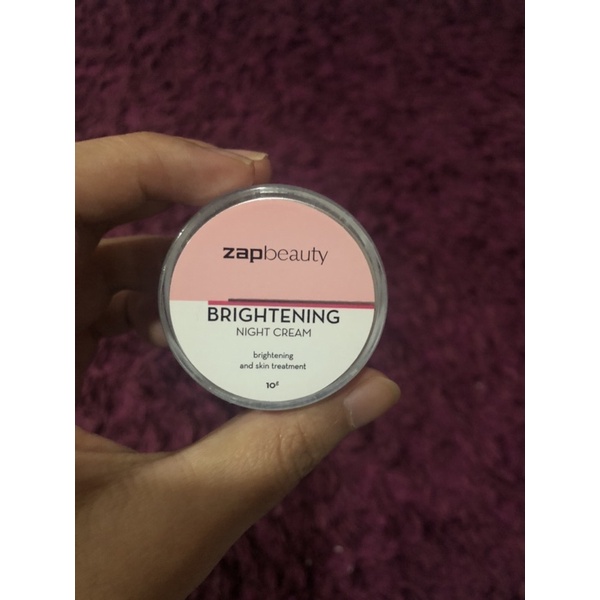 zapbeauty
BRIGHTENING
NIGHT CREAM
brightening
and skin treatment
10g